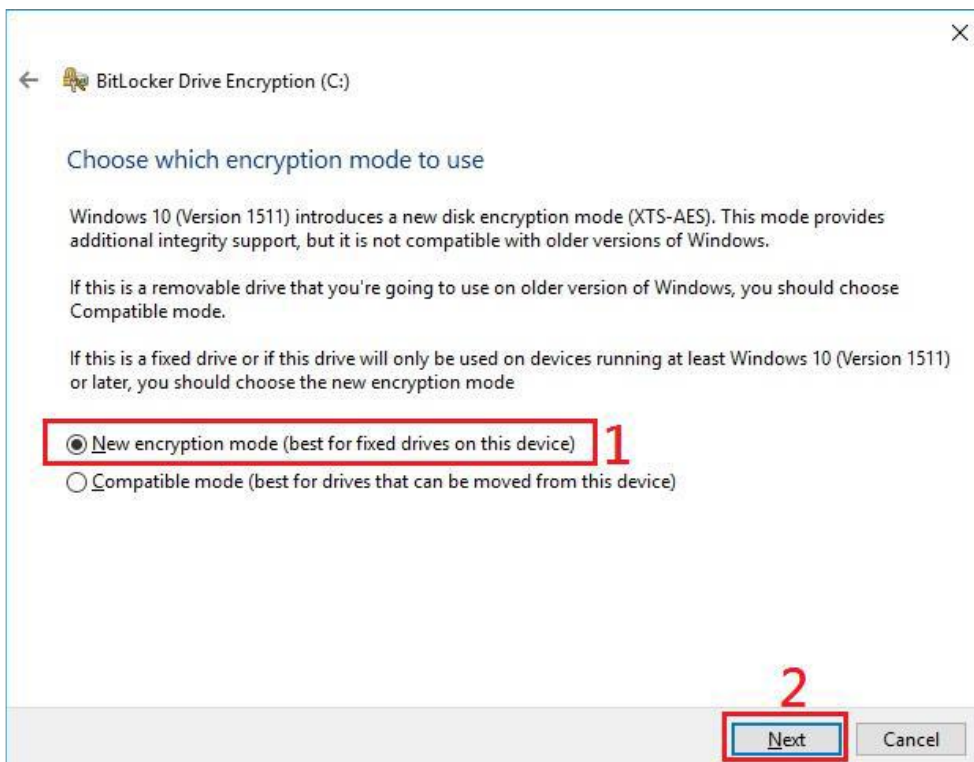 BitLocker Drive Encryption (C:)
Choose which encryption mode to use
Windows 10 (Version 1511) introduces a new disk encryption mode (XTS-AES). This mode provides
additional integrity support, but it is not compatible with older versions of Windows.
If this is a removable drive that you're going to use on older version of Windows, you should choose
Compatible mode.
If this is a fixed drive or if this drive will only be used on devices running at least Windows 10 (Version 1511)
or later, you should choose the new encryption mode
New encryption mode (best for fixed drives on this device) 1
Compatible mode (best for drives that can be moved from this device)
2
Next Cancel